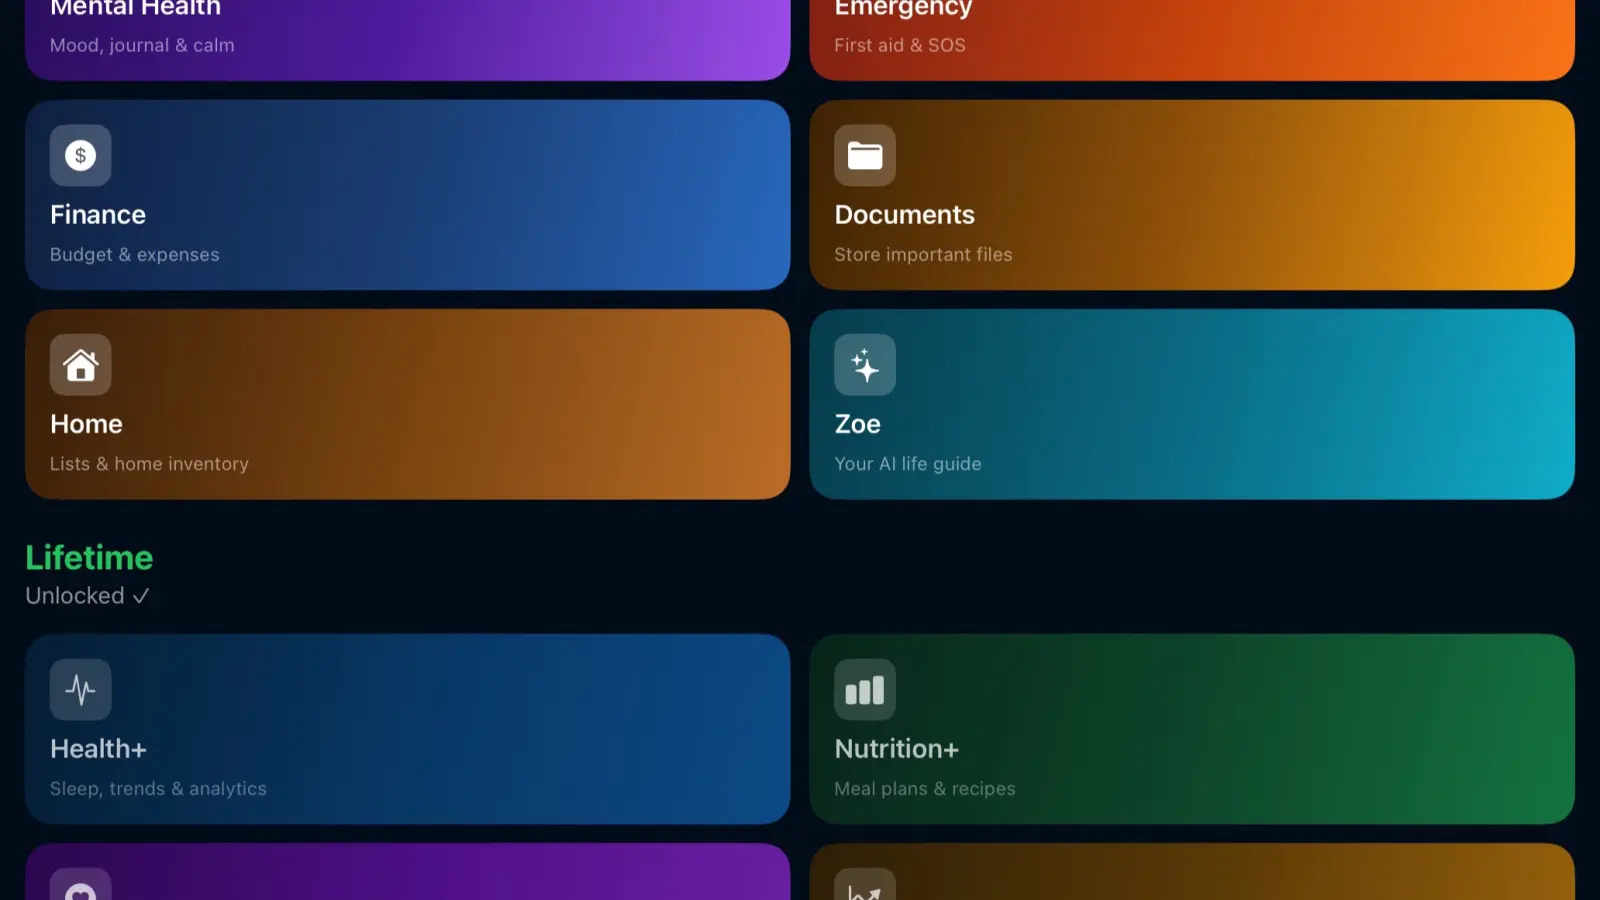 Mental Health
Mood, journal & calm
Emergency
First aid & SOS
Finance
Budget & expenses
Documents
Store important files
Home
Lists & home inventory
Zoe
Your AI life guide
Lifetime
Unlocked ✓
Health+
Sleep, trends & analytics
Nutrition+
Meal plans & recipes